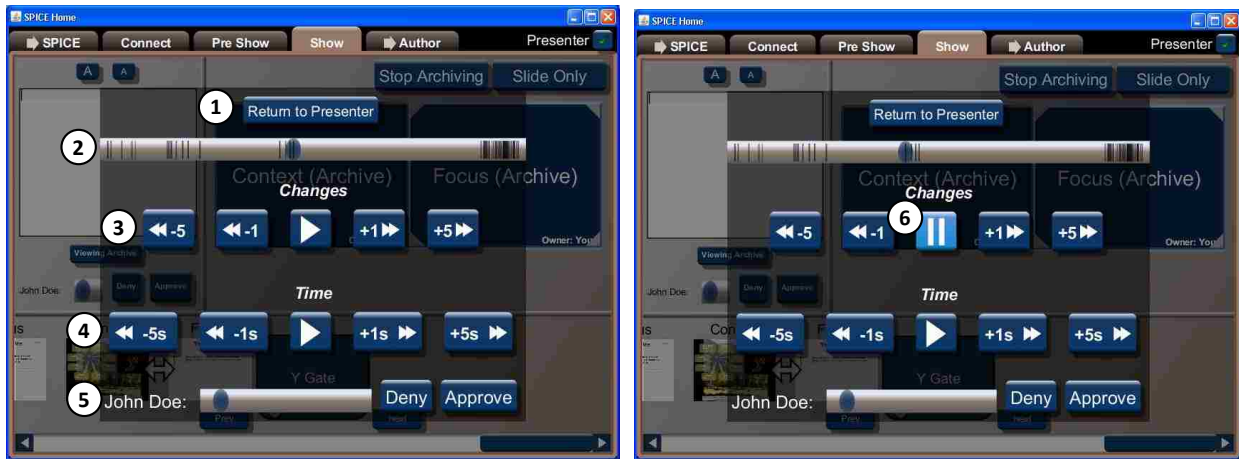 SPICE Home
SPICE Connect Pre Show Show Author Presenter
A A Stop Archiving Slide Only
1 Return to Presenter
2
Context (Archive) Focus (Archive)
Changes
3 -5 -1 +1 +5
Owner: You
Viewing Archive
John Doe: Deny Approve
Time
4 -5s -1s +1s +5s
Y Gate
5 John Doe: Deny Approve
Prev Next
SPICE Home
SPICE Connect Pre Show Show Author Presenter
A A Stop Archiving Slide Only
Return to Presenter
Context (Archive) Focus (Archive)
Changes
6
-5 -1 +1 +5
Owner: You
Viewing Archive
John Doe: Deny Approve
Time
-5s -1s +1s +5s
Y Gate
John Doe: Deny Approve
Prev Next